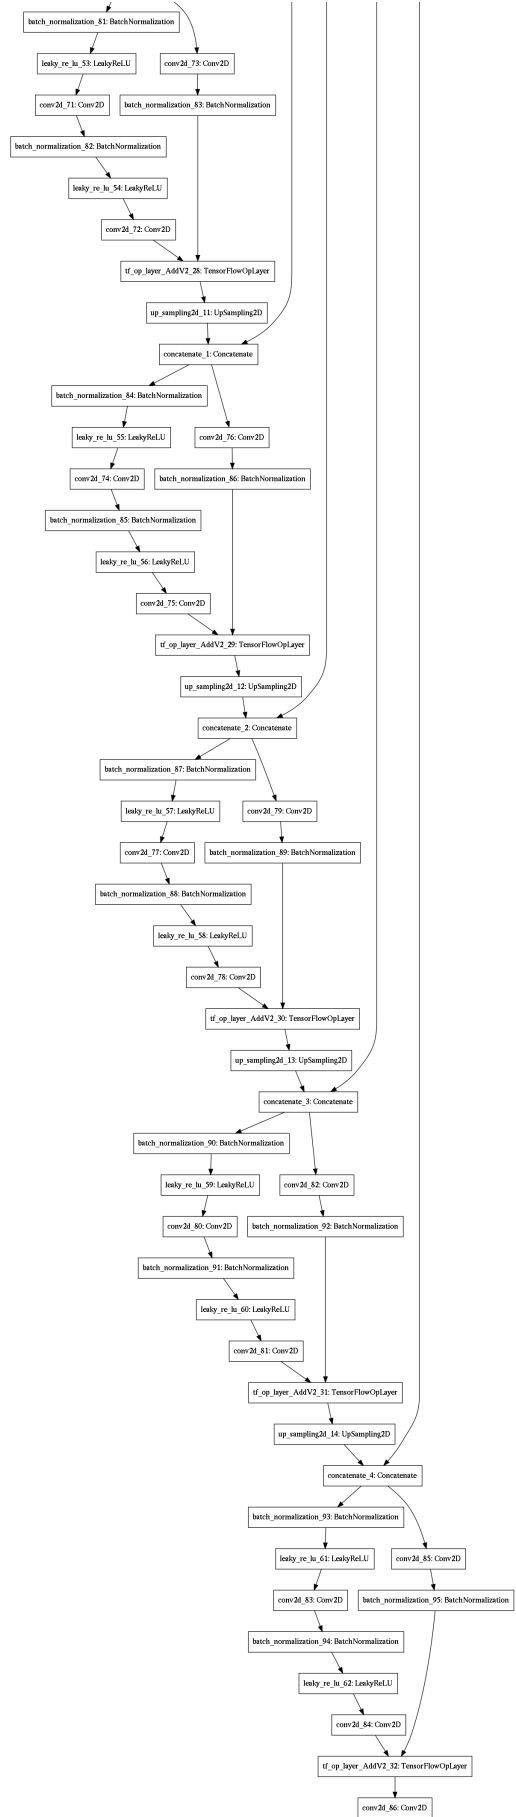 batch_normalization_81: BatchNormalization
leaky_re_lu_53: LeakyReLU
conv2d_73: Conv2D
conv2d_71: Conv2D
batch_normalization_83: BatchNormalization
batch_normalization_82: BatchNormalization
leaky_re_lu_54: LeakyReLU
conv2d_72: Conv2D
tf_op_layer_AddV2_28: TensorFlowOpLayer
up_sampling2d_11: UpSampling2D
concatenate_1: Concatenate
batch_normalization_84: BatchNormalization
leaky_re_lu_55: LeakyReLU
conv2d_76: Conv2D
conv2d_74: Conv2D
batch_normalization_86: BatchNormalization
batch_normalization_85: BatchNormalization
leaky_re_lu_56: LeakyReLU
conv2d_75: Conv2D
tf_op_layer_AddV2_29: TensorFlowOpLayer
up_sampling2d_12: UpSampling2D
concatenate_2: Concatenate
batch_normalization_87: BatchNormalization
leaky_re_lu_57: LeakyReLU
conv2d_79: Conv2D
conv2d_77: Conv2D
batch_normalization_89: BatchNormalization
batch_normalization_88: BatchNormalization
leaky_re_lu_58: LeakyReLU
conv2d_78: Conv2D
tf_op_layer_AddV2_30: TensorFlowOpLayer
up_sampling2d_13: UpSampling2D
concatenate_3: Concatenate
batch_normalization_90: BatchNormalization
leaky_re_lu_59: LeakyReLU
conv2d_82: Conv2D
conv2d_80: Conv2D
batch_normalization_92: BatchNormalization
batch_normalization_91: BatchNormalization
leaky_re_lu_60: LeakyReLU
conv2d_81: Conv2D
tf_op_layer_AddV2_31: TensorFlowOpLayer
up_sampling2d_14: UpSampling2D
concatenate_4: Concatenate
batch_normalization_93: BatchNormalization
leaky_re_lu_61: LeakyReLU
conv2d_85: Conv2D
conv2d_83: Conv2D
batch_normalization_95: BatchNormalization
batch_normalization_94: BatchNormalization
leaky_re_lu_62: LeakyReLU
conv2d_84: Conv2D
tf_op_layer_AddV2_32: TensorFlowOpLayer
conv2d_86: Conv2D